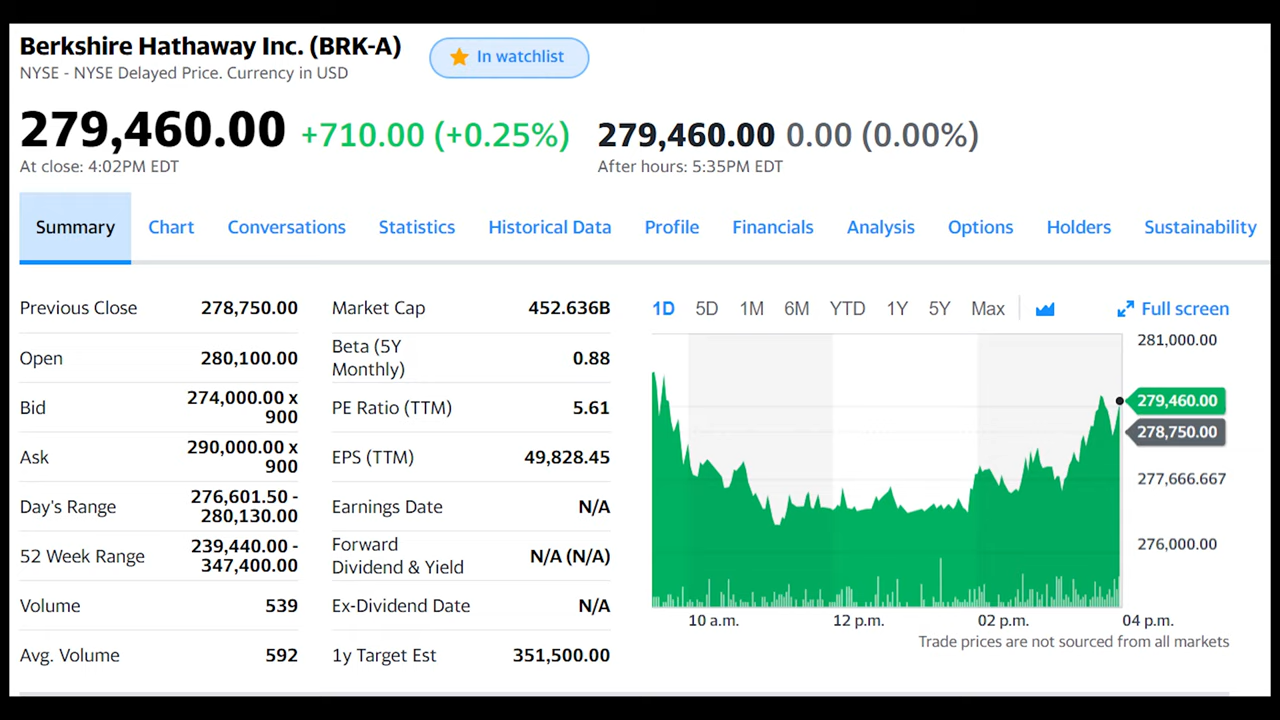 Berkshire Hathaway Inc. (BRK-A)
In watchlist
NYSE - NYSE Delayed Price. Currency in USD
279,460.00 +710.00 (+0.25%)
At close: 4:02PM EDT
279,460.00 0.00 (0.00%)
After hours: 5:35PM EDT
Summary Chart Conversations Statistics Historical Data Profile Financials Analysis Options Holders Sustainability
Previous Close 278,750.00
Open 280,100.00
Bid 274,000.00 x
900
Ask 290,000.00 x
900
Day's Range 276,601.50 -
280,130.00
52 Week Range 239,440.00 -
347,400.00
Volume 539
Avg. Volume 592
Market Cap 452.636B
Beta (5Y
Monthly) 0.88
PE Ratio (TTM) 5.61
EPS (TTM) 49,828.45
Earnings Date N/A
Forward
Dividend & Yield N/A (N/A)
Ex-Dividend Date N/A
1y Target Est 351,500.00
1D 5D 1M 6M YTD 1Y 5Y Max Full screen
281,000.00
279,460.00
278,750.00
277,666.667
276,000.00
10 a.m. 12 p.m. 02 p.m. 04 p.m.
Trade prices are not sourced from all markets